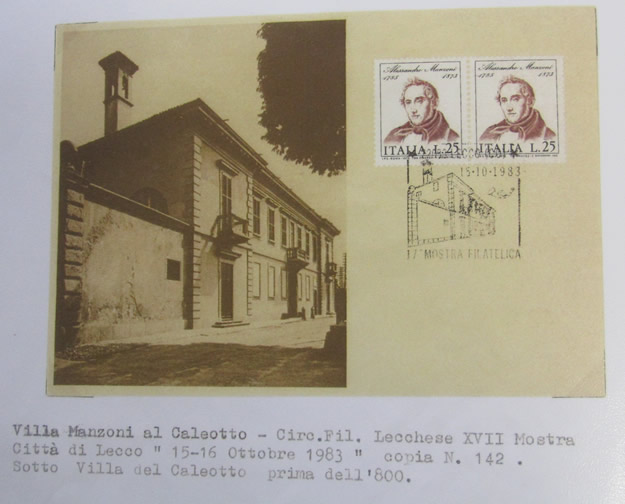 Alessandro Manzoni
1785 1873
ITALIA L.25
Alessandro Manzoni
1785 1873
ITALIA L.25
15·10·1983
17ª MOSTRA FILATELICA
Villa Manzoni al Caleotto - Circ.Fil. Lecchese XVII Mostra
Città di Lecco " 15-16 Ottobre 1983 " copia N. 142 .
Sotto Villa del Caleotto prima dell'800.